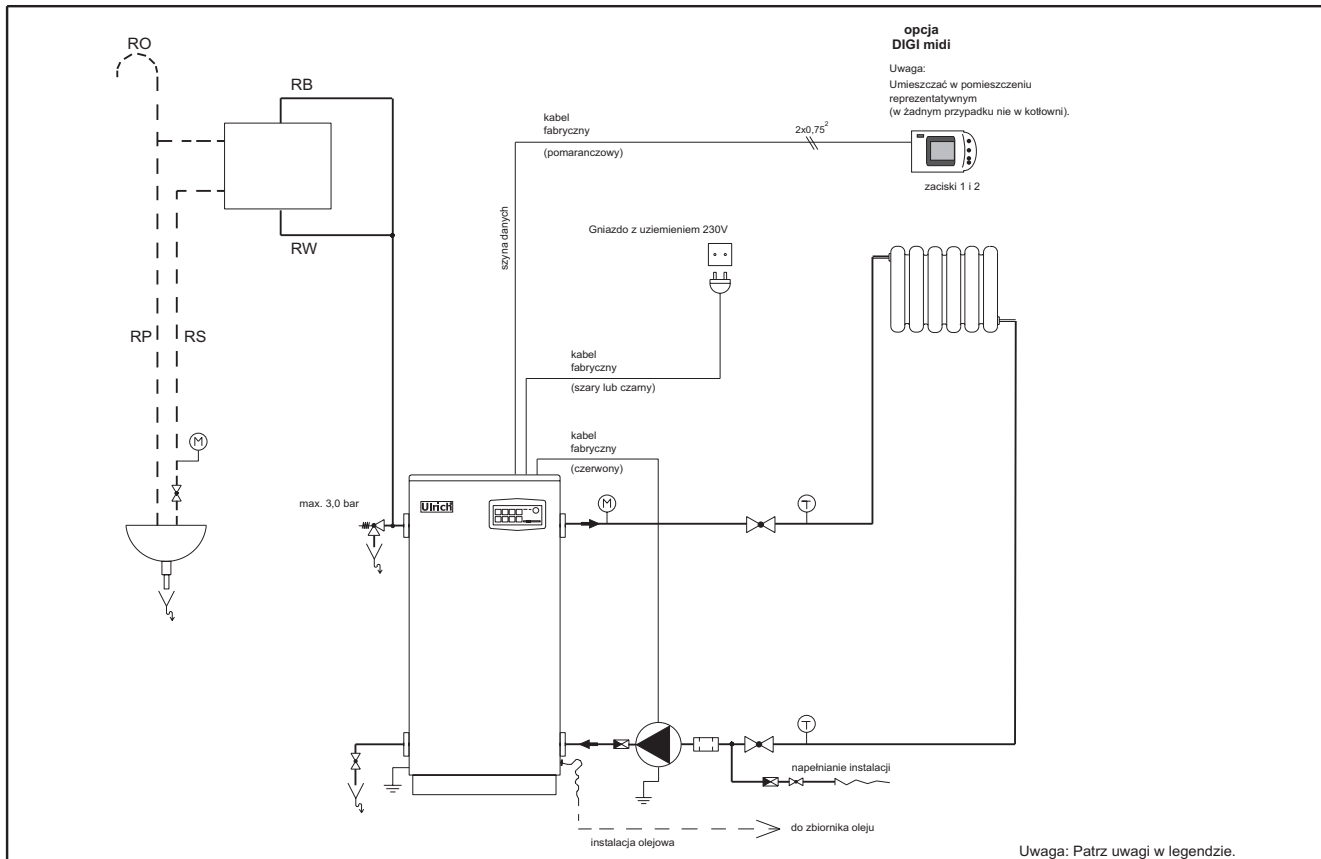 opcja
DIGI midi
Uwaga:
Umieszczać w pomieszczeniu
reprezentatywnym
(w żadnym przypadku nie w kotłowni).
RO
RB
kabel
fabryczny
(pomaranczowy)
2x0,75²
zaciski 1 i 2
szyna danych
Gniazdo z uziemieniem 230V
RW
RP
RS
kabel
fabryczny
(szary lub czarny)
M
kabel
fabryczny
(czerwony)
max. 3,0 bar
Ulrich
M
T
T
napełnianie instalacji
do zbiornika oleju
instalacja olejowa
Uwaga: Patrz uwagi w legendzie.